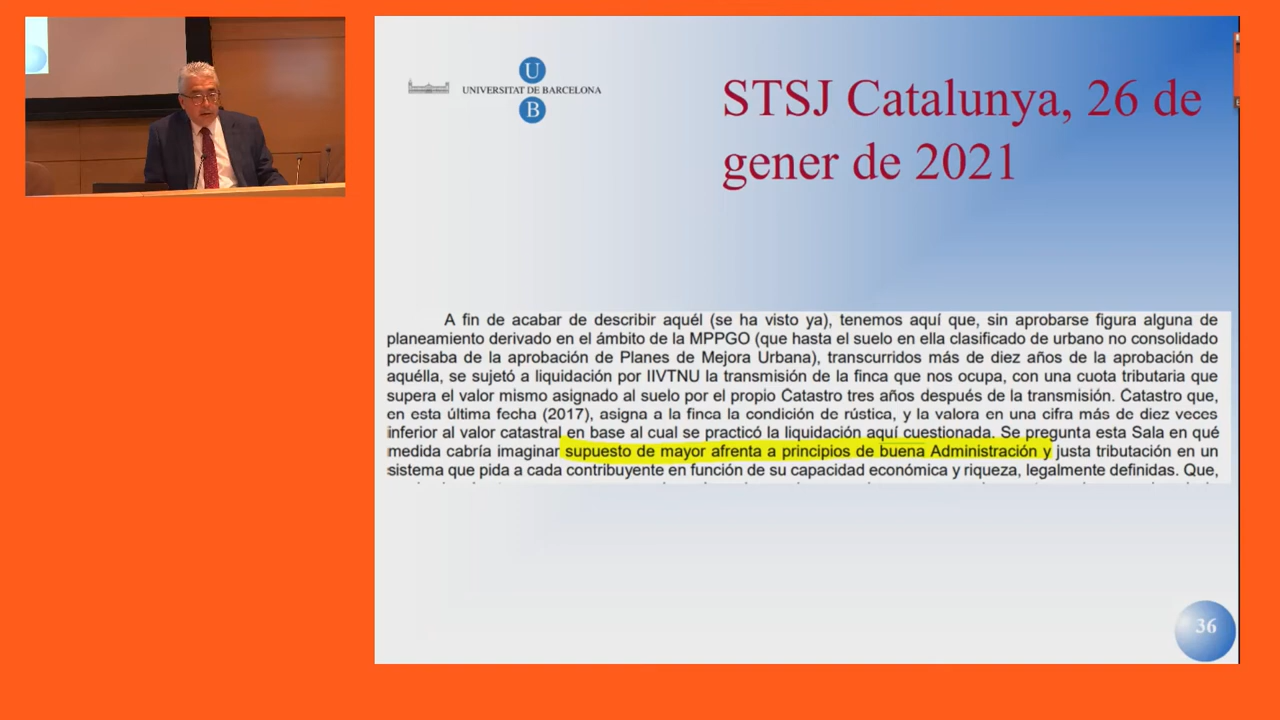 UNIVERSITAT DE BARCELONA
U
B
STSJ Catalunya, 26 de
gener de 2021
A fin de acabar de describir aquél (se ha visto ya), tenemos aquí que, sin aprobarse figura alguna de
planeamiento derivado en el ámbito de la MPPGO (que hasta el suelo en ella clasificado de urbano no consolidado
precisaba de la aprobación de Planes de Mejora Urbana), transcurridos más de diez años de la aprobación de
aquélla, se sujetó a liquidación por IIVTNU la transmisión de la finca que nos ocupa, con una cuota tributaria que
supera el valor mismo asignado al suelo por el propio Catastro tres años después de la transmisión. Catastro que,
en esta última fecha (2017), asigna a la finca la condición de rústica, y la valora en una cifra más de diez veces
inferior al valor catastral en base al cual se practicó la liquidación aquí cuestionada. Se pregunta esta Sala en qué
medida cabría imaginar supuesto de mayor afrenta a principios de buena Administración y justa tributación en un
sistema que pida a cada contribuyente en función de su capacidad económica y riqueza, legalmente definidas. Que,
36